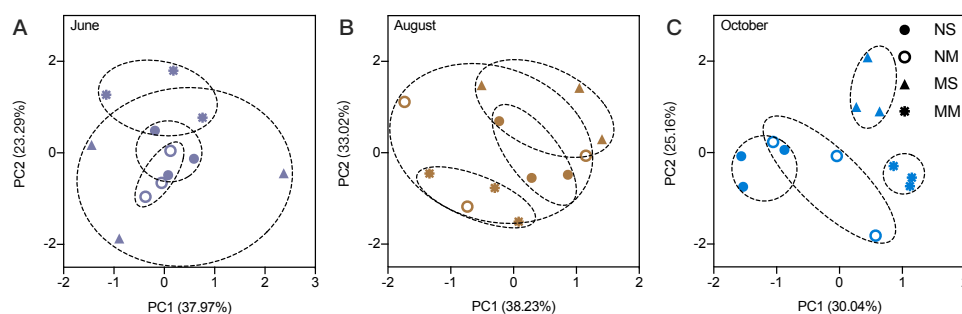 A
June
PC2 (23.29%)
2
0
-2
-2
-1
0
1
2
3
PC1 (37.97%)
B
August
PC2 (33.02%)
2
0
-2
-2
-1
0
1
2
PC1 (38.23%)
C
October
PC2 (25.16%)
2
0
-2
-2
-1
0
1
2
PC1 (30.04%)
NS
NM
MS
MM